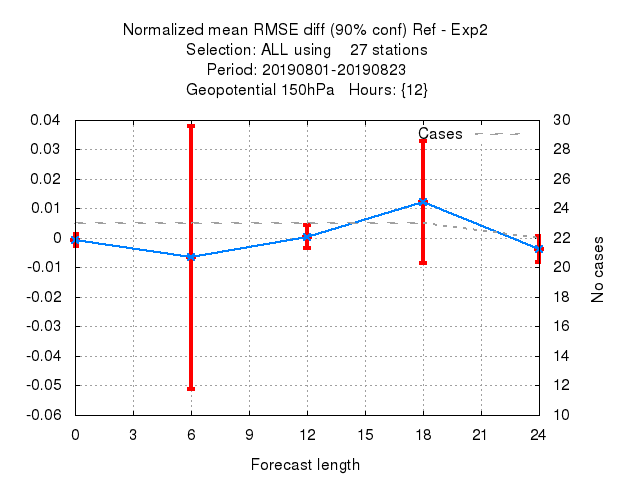 Normalized mean RMSE diff (90% conf) Ref - Exp2
Selection: ALL using    27 stations
Period: 20190801-20190823
Geopotential 150hPa   Hours: {12}
Cases
0.04
0.03
0.02
0.01
0
-0.01
-0.02
-0.03
-0.04
-0.05
-0.06
30
28
26
24
22
20
18
16
14
12
10
No cases
0 3 6 9 12 15 18 21 24
Forecast length